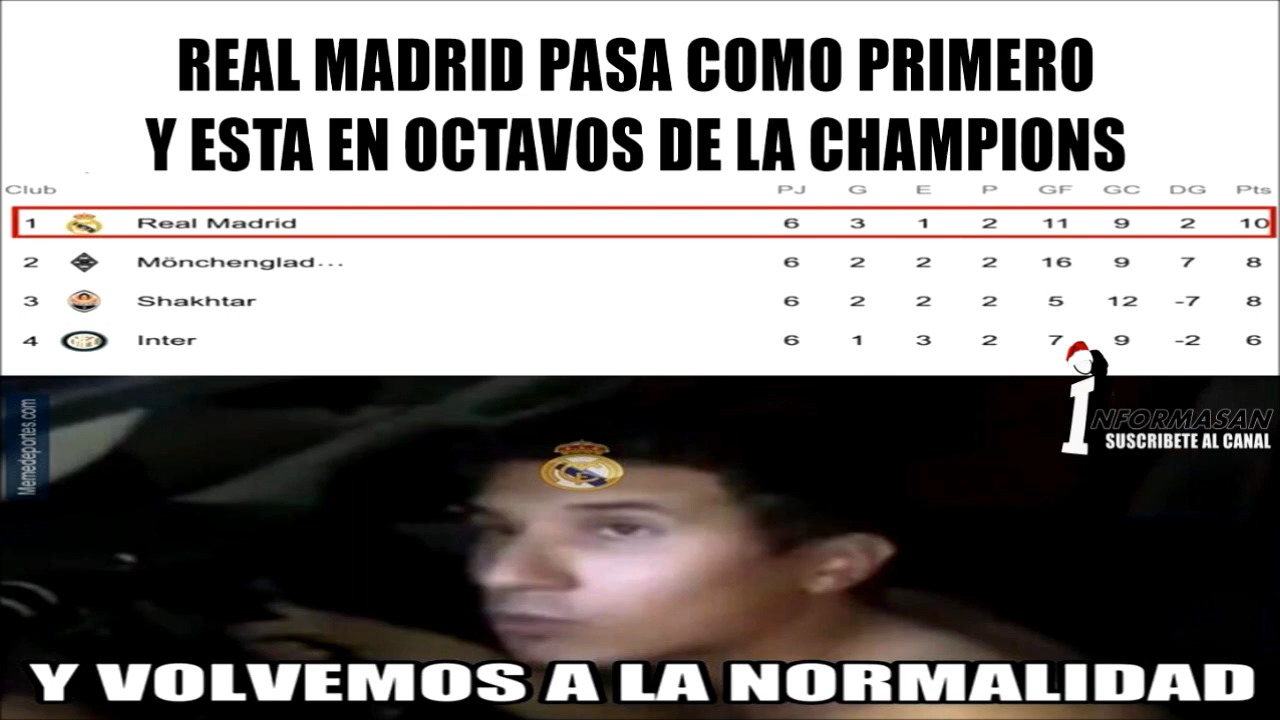 REAL MADRID PASA COMO PRIMERO
Y ESTA EN OCTAVOS DE LA CHAMPIONS
Club PJ G E P GF GC DG Pts
1 Real Madrid 6 3 1 2 11 9 2 10
2 Mönchenglad... 6 2 2 2 16 9 7 8
3 Shakhtar 6 2 2 2 5 12 -7 8
4 Inter 6 1 3 2 7 9 -2 6
Memedeportes.com
INFORMASAN
SUSCRIBETE AL CANAL
Y VOLVEMOS A LA NORMALIDAD